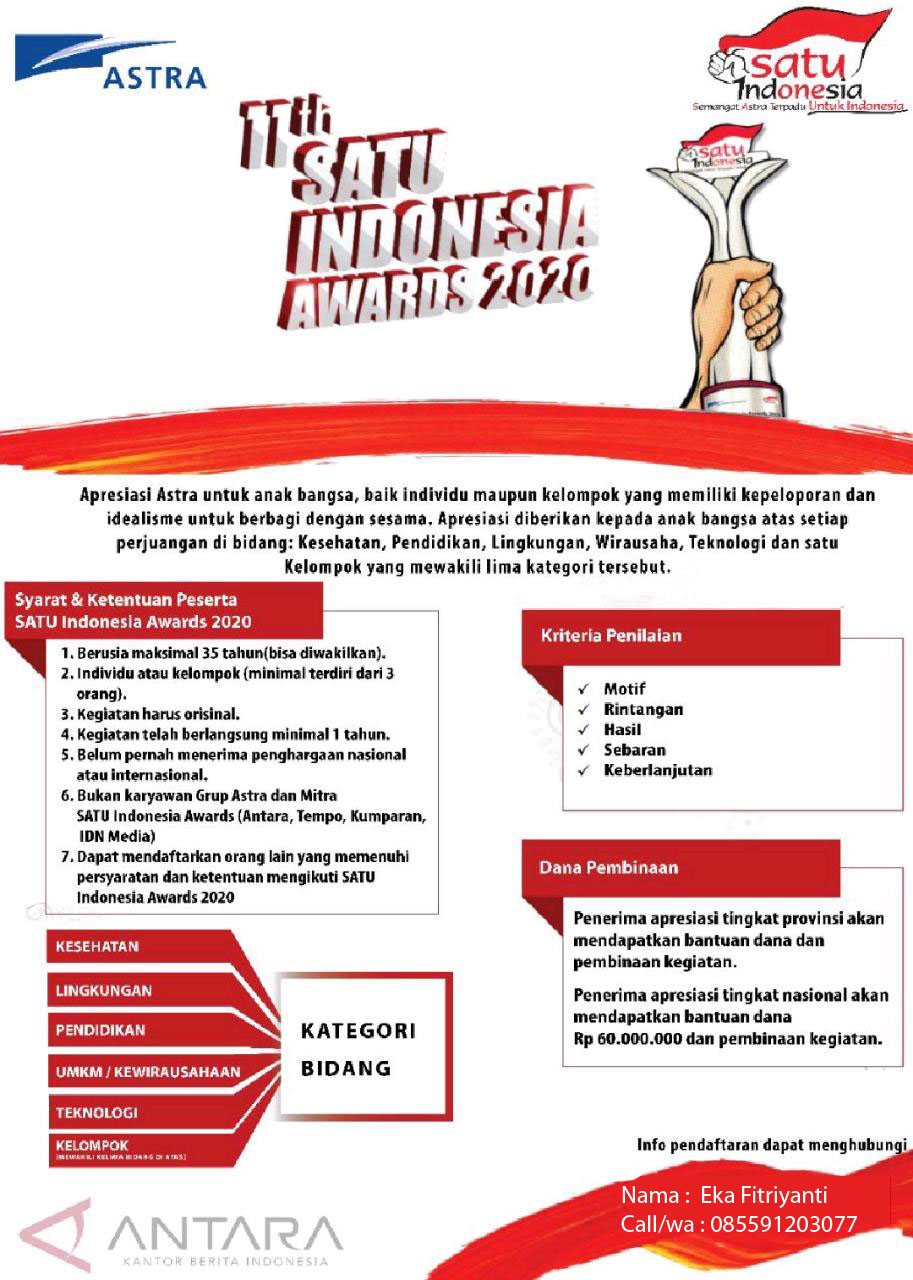 ASTRA
satu
Indonesia
Semangat Astra Terpadu Untuk Indonesia
11th
SATU
INDONESIA
AWARDS 2020
satu
Indonesia
Apresiasi Astra untuk anak bangsa, baik individu maupun kelompok yang memiliki kepeloporan dan
idealisme untuk berbagi dengan sesama. Apresiasi diberikan kepada anak bangsa atas setiap
perjuangan di bidang: Kesehatan, Pendidikan, Lingkungan, Wirausaha, Teknologi dan satu
Kelompok yang mewakili lima kategori tersebut.
Syarat & Ketentuan Peserta
SATU Indonesia Awards 2020
1. Berusia maksimal 35 tahun(bisa diwakilkan).
2. Individu atau kelompok (minimal terdiri dari 3
orang).
3. Kegiatan harus orisinal.
4. Kegiatan telah berlangsung minimal 1 tahun.
5. Belum pernah menerima penghargaan nasional
atau internasional.
6. Bukan karyawan Grup Astra dan Mitra
SATU Indonesia Awards (Antara, Tempo, Kumparan,
IDN Media)
7. Dapat mendaftarkan orang lain yang memenuhi
persyaratan dan ketentuan mengikuti SATU
Indonesia Awards 2020
Kriteria Penilaian
✓ Motif
✓ Rintangan
✓ Hasil
✓ Sebaran
✓ Keberlanjutan
Dana Pembinaan
Penerima apresiasi tingkat provinsi akan
mendapatkan bantuan dana dan
pembinaan kegiatan.
Penerima apresiasi tingkat nasional akan
mendapatkan bantuan dana
Rp 60.000.000 dan pembinaan kegiatan.
KESEHATAN
LINGKUNGAN
PENDIDIKAN
UMKM / KEWIRAUSAHAAN
TEKNOLOGI
KELOMPOK
[MEWAKILI KELIMA BIDANG DI ATAS]
KATEGORI
BIDANG
Info pendaftaran dapat menghubungi
Nama : Eka Fitriyanti
Call/wa : 085591203077
ANTARA
KANTOR BERITA INDONESIA